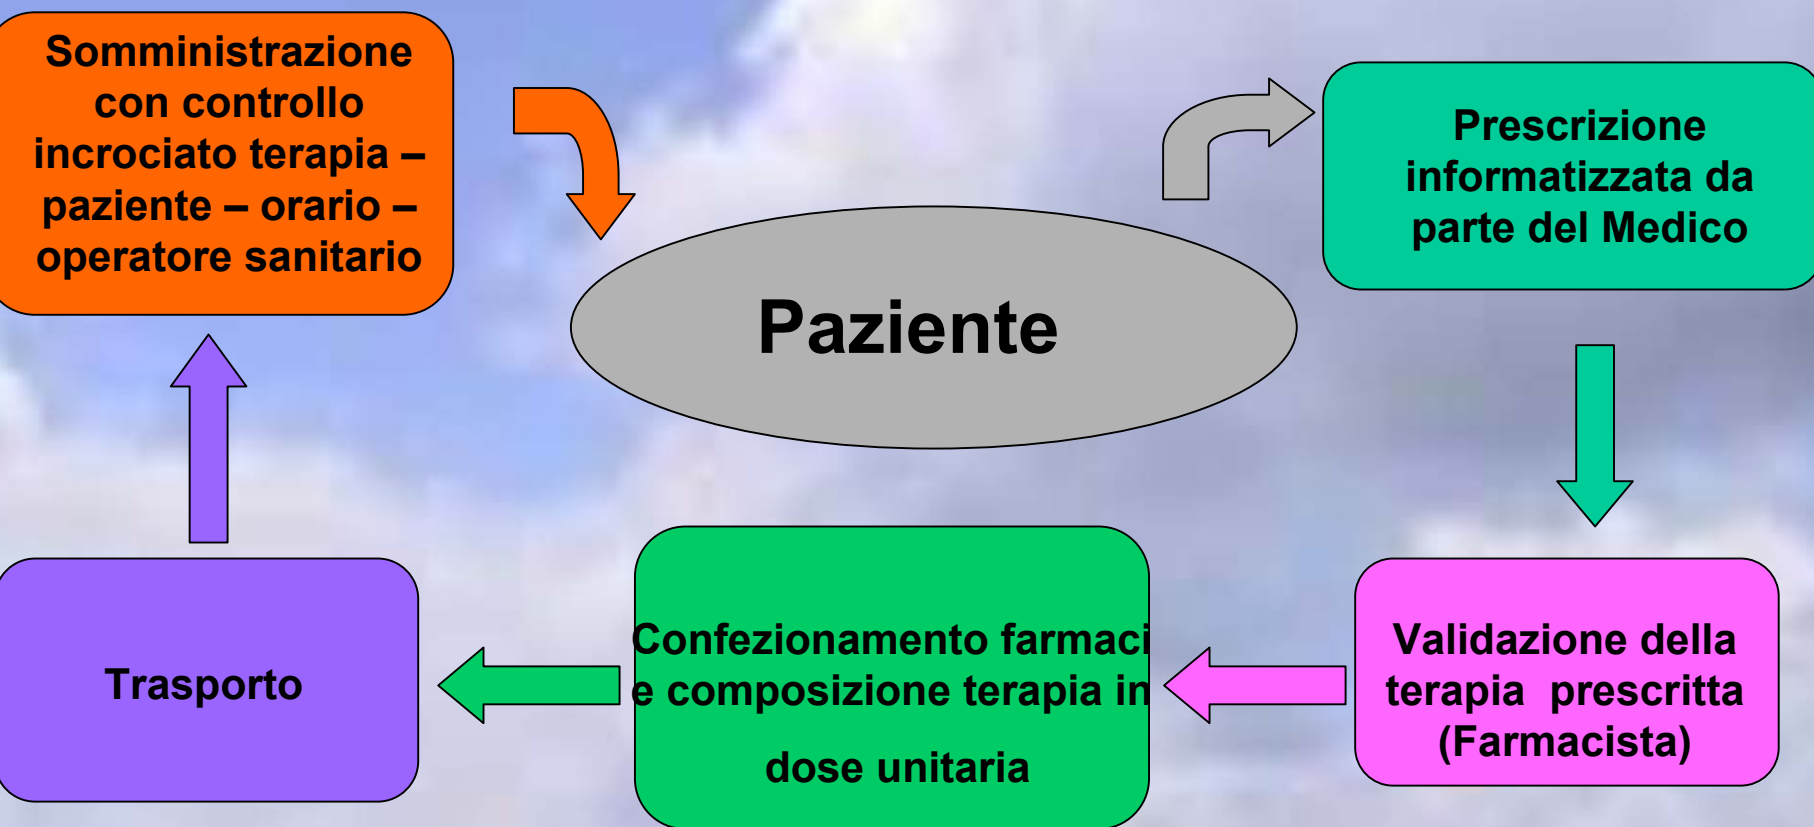 Somministrazione
con controllo
incrociato terapia –
paziente – orario –
operatore sanitario
Paziente
Prescrizione
informatizzata da
parte del Medico
Validazione della
terapia prescritta
(Farmacista)
Confezionamento farmaci
e composizione terapia in
dose unitaria
Trasporto